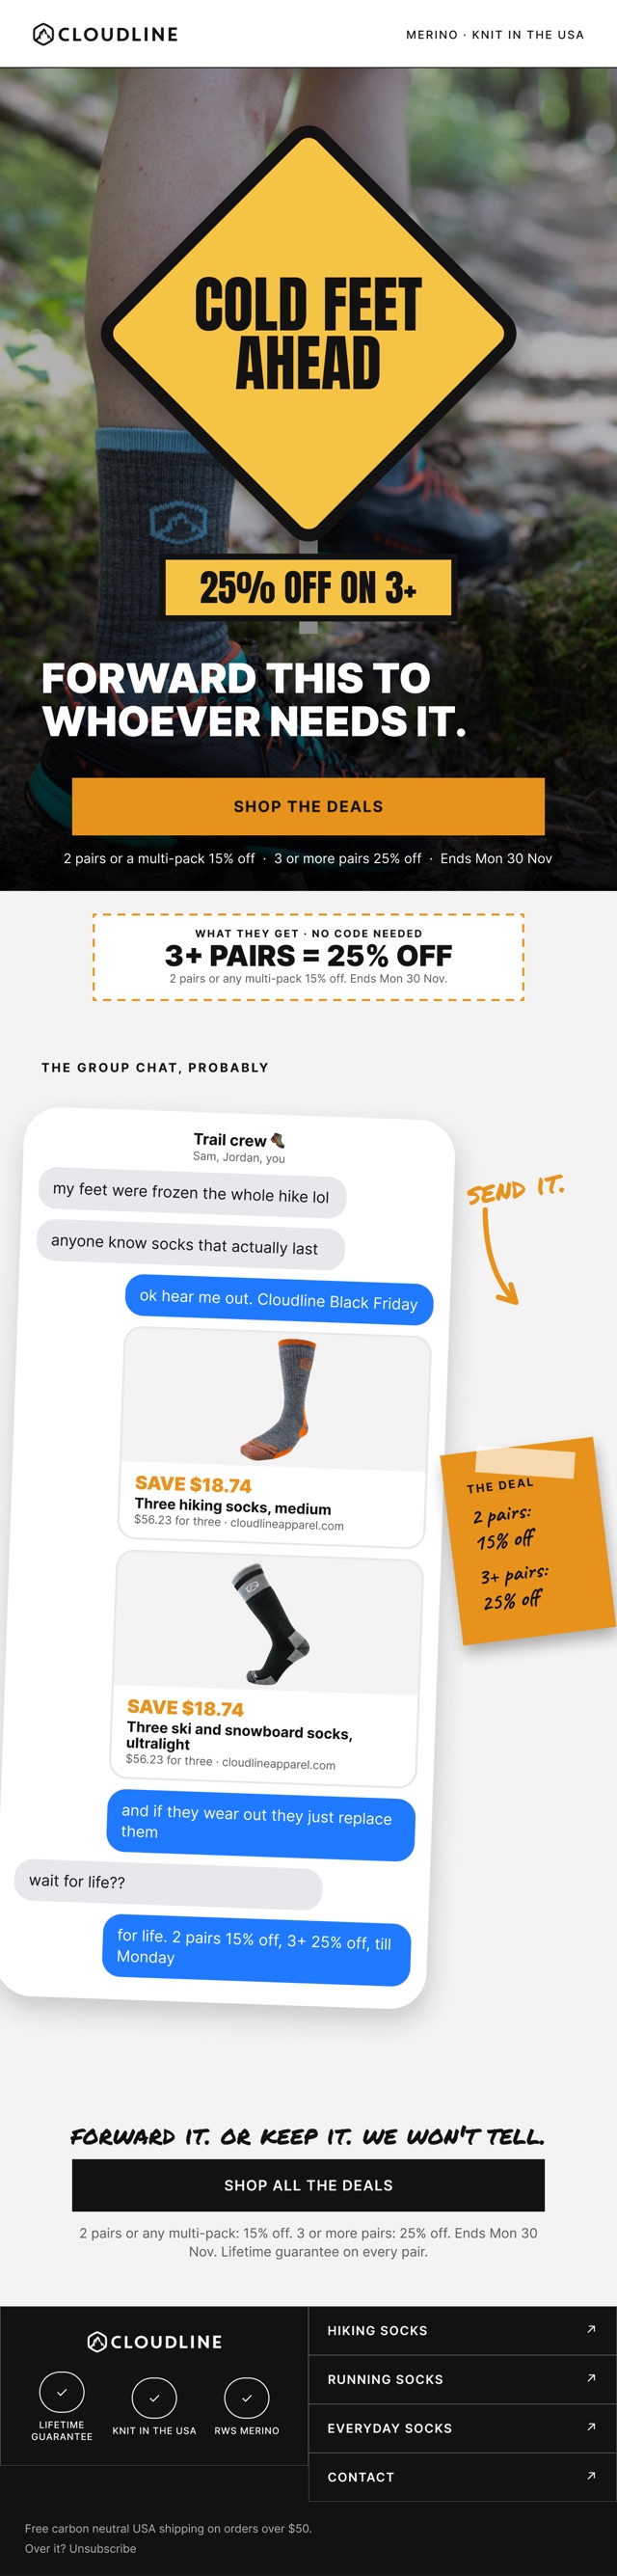 CLOUDLINE
MERINO · KNIT IN THE USA
COLD FEET
AHEAD
25% OFF ON 3+
FORWARD THIS TO
WHOEVER NEEDS IT.
SHOP THE DEALS
2 pairs or a multi-pack 15% off · 3 or more pairs 25% off · Ends Mon 30 Nov
WHAT THEY GET · NO CODE NEEDED
3+ PAIRS = 25% OFF
2 pairs or any multi-pack 15% off. Ends Mon 30 Nov.
THE GROUP CHAT, PROBABLY
Trail crew
Sam, Jordan, you
my feet were frozen the whole hike lol
anyone know socks that actually last
ok hear me out. Cloudline Black Friday
SEND IT.
SAVE $18.74
Three hiking socks, medium
$56.23 for three · cloudlineapparel.com
THE DEAL
2 pairs:
15% off
3+ pairs:
25% off
SAVE $18.74
Three ski and snowboard socks,
ultralight
$56.23 for three · cloudlineapparel.com
and if they wear out they just replace
them
wait for life??
for life. 2 pairs 15% off, 3+ 25% off, till
Monday
FORWARD IT. OR KEEP IT. WE WON'T TELL.
SHOP ALL THE DEALS
2 pairs or any multi-pack: 15% off. 3 or more pairs: 25% off. Ends Mon 30
Nov. Lifetime guarantee on every pair.
CLOUDLINE
LIFETIME
GUARANTEE
KNIT IN THE USA
RWS MERINO
HIKING SOCKS
RUNNING SOCKS
EVERYDAY SOCKS
CONTACT
Free carbon neutral USA shipping on orders over $50.
Over it? Unsubscribe